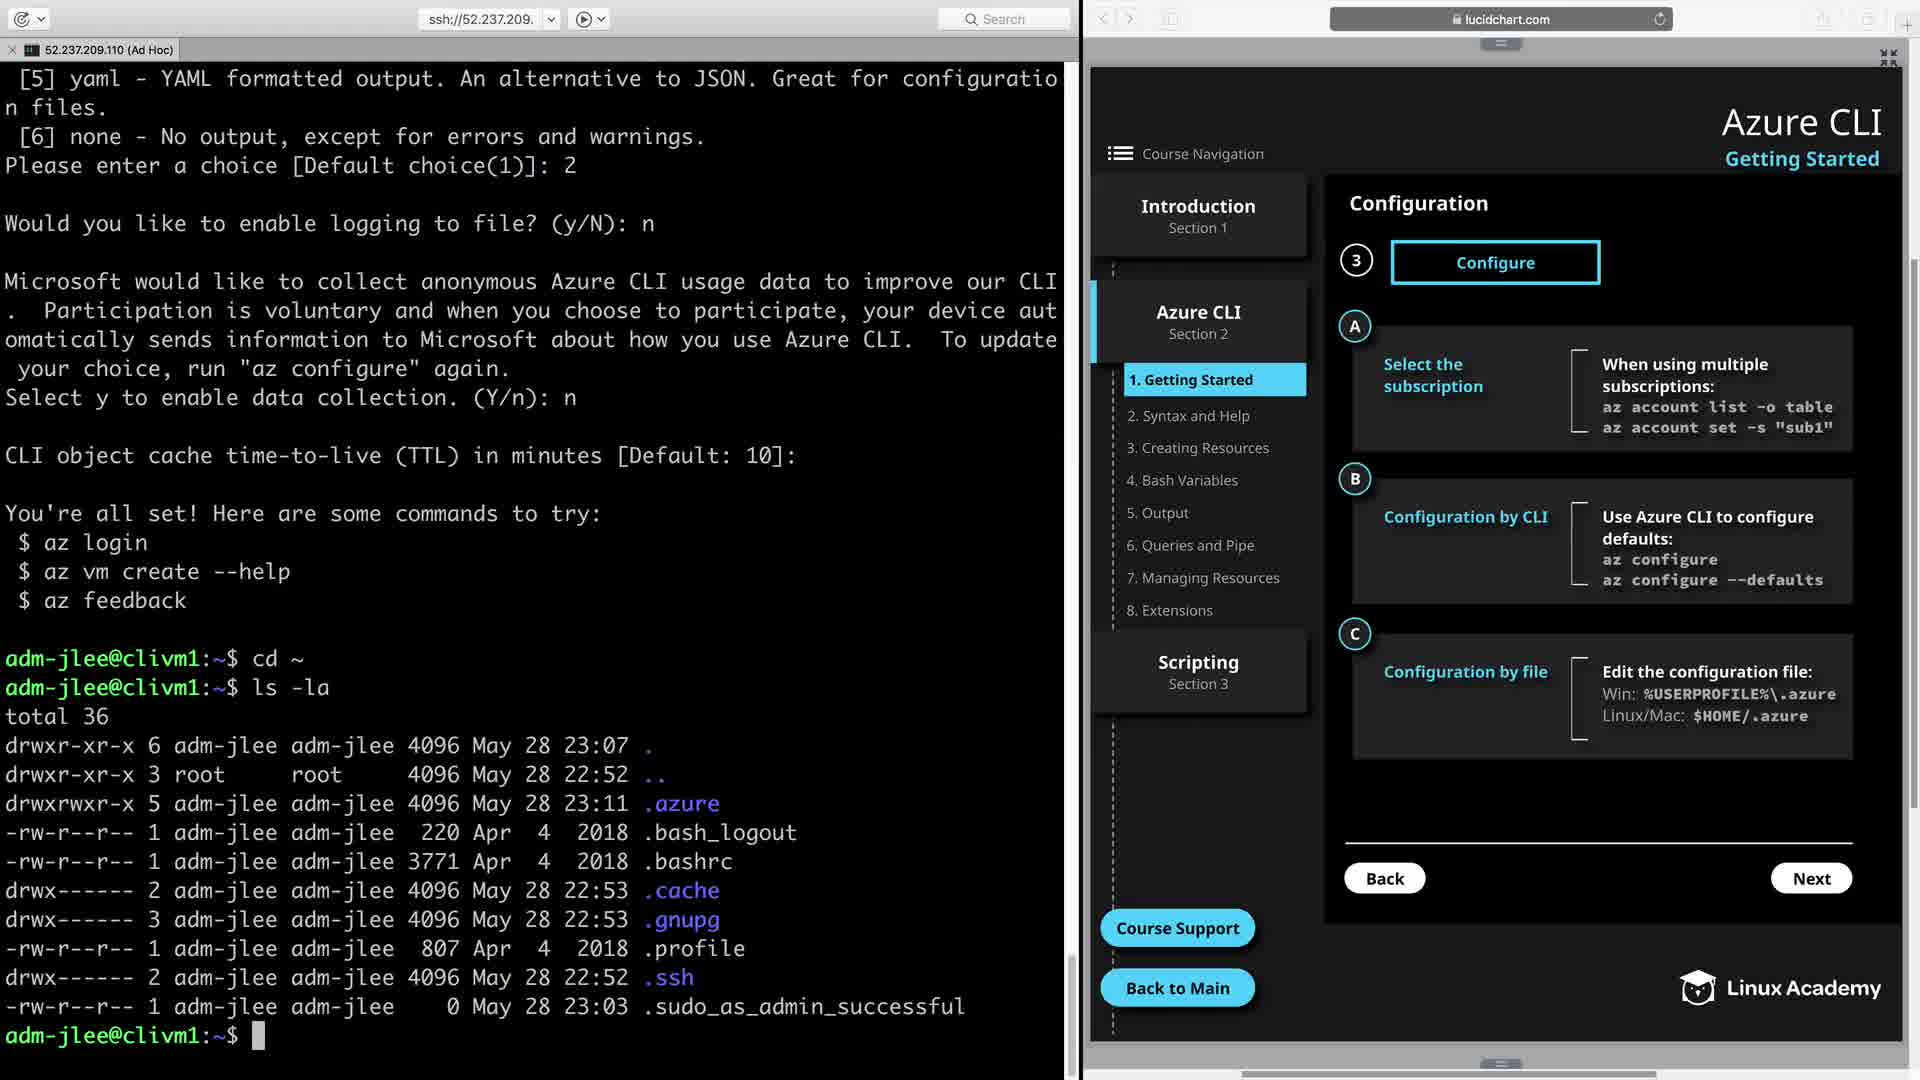 ssh://52.237.209.
Search
52.237.209.110 (Ad Hoc)
[5] yaml - YAML formatted output. An alternative to JSON. Great for configuratio
n files.
[6] none - No output, except for errors and warnings.
Please enter a choice [Default choice(1)]: 2
Would you like to enable logging to file? (y/N): n
Microsoft would like to collect anonymous Azure CLI usage data to improve our CLI
.  Participation is voluntary and when you choose to participate, your device aut
omatically sends information to Microsoft about how you use Azure CLI.  To update
your choice, run "az configure" again.
Select y to enable data collection. (Y/n): n
CLI object cache time-to-live (TTL) in minutes [Default: 10]:
You're all set! Here are some commands to try:
$ az login
$ az vm create --help
$ az feedback
adm-jlee@clivm1:~$ cd ~
adm-jlee@clivm1:~$ ls -la
total 36
drwxr-xr-x 6 adm-jlee adm-jlee 4096 May 28 23:07 .
drwxr-xr-x 3 root     root     4096 May 28 22:52 ..
drwxrwxr-x 5 adm-jlee adm-jlee 4096 May 28 23:11 .azure
-rw-r--r-- 1 adm-jlee adm-jlee  220 Apr  4  2018 .bash_logout
-rw-r--r-- 1 adm-jlee adm-jlee 3771 Apr  4  2018 .bashrc
drwx------ 2 adm-jlee adm-jlee 4096 May 28 22:53 .cache
drwx------ 3 adm-jlee adm-jlee 4096 May 28 22:53 .gnupg
-rw-r--r-- 1 adm-jlee adm-jlee  807 Apr  4  2018 .profile
drwx------ 2 adm-jlee adm-jlee 4096 May 28 22:52 .ssh
-rw-r--r-- 1 adm-jlee adm-jlee    0 May 28 23:03 .sudo_as_admin_successful
adm-jlee@clivm1:~$
lucidchart.com
Azure CLI
Getting Started
Course Navigation
Introduction
Section 1
Azure CLI
Section 2
1. Getting Started
2. Syntax and Help
3. Creating Resources
4. Bash Variables
5. Output
6. Queries and Pipe
7. Managing Resources
8. Extensions
Scripting
Section 3
Course Support
Back to Main
Configuration
3
Configure
A
Select the
subscription
When using multiple
subscriptions:
az account list -o table
az account set -s "sub1"
B
Configuration by CLI
Use Azure CLI to configure
defaults:
az configure
az configure --defaults
C
Configuration by file
Edit the configuration file:
Win: %USERPROFILE%\.azure
Linux/Mac: $HOME/.azure
Back
Next
Linux Academy